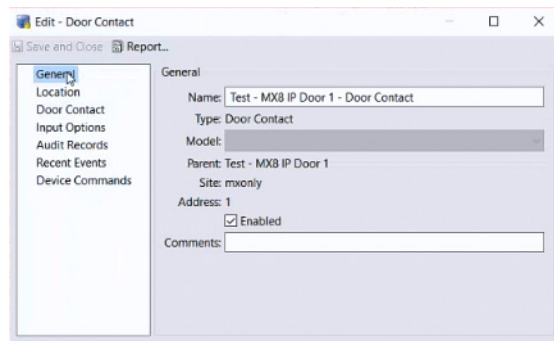 Edit - Door Contact
Save and Close Report...
General
Location
Door Contact
Input Options
Audit Records
Recent Events
Device Commands
General
Name: Test - MX8 IP Door 1 - Door Contact
Type: Door Contact
Model:
Parent: Test - MX8 IP Door 1
Site: mxonly
Address: 1
Enabled
Comments: